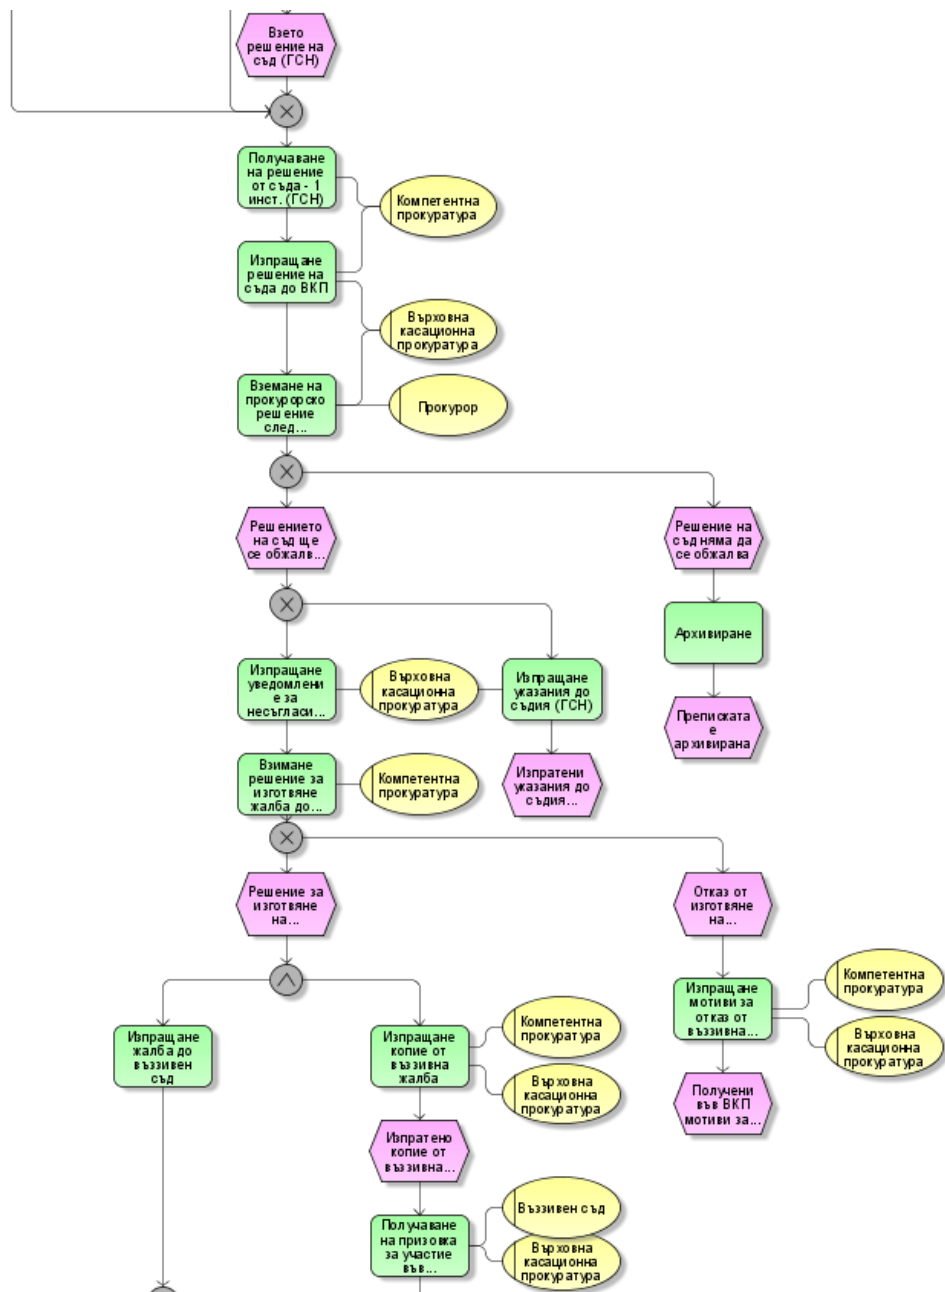 Взето
решение на
съд (ГСН)
Получаване
на решение
от съда - 1
инст. (ГСН)
Компетентна
прокуратура
Изпращане
решение на
съда до ВКП
Върховна
касационна
прокуратура
Вземане на
прокурорско
решение
след...
Прокурор
Решението
на съд ще
се обжалв...
Решение на
съд няма да
се обжалва
Архивиране
Изпращане
уведомлени
е за
несъгласи...
Върховна
касационна
прокуратура
Изпращане
указания до
съдия (ГСН)
Преписката
е
архивирана
Взимане
решение за
изготвяне
жалба до...
Компетентна
прокуратура
Изпратени
указания до
съдия...
Решение за
изготвяне
на...
Отказ от
изготвяне
на...
Изпращане
мотиви за
отказ от
въззивна...
Компетентна
прокуратура
Върховна
касационна
прокуратура
Изпращане
жалба до
въззивен
съд
Изпращане
копие от
въззивна
жалба
Компетентна
прокуратура
Върховна
касационна
прокуратура
Получени
във ВКП
мотиви за...
Изпратено
копие от
въззивна...
Получаване
на призовка
за участие
във...
Въззивен съд
Върховна
касационна
прокуратура